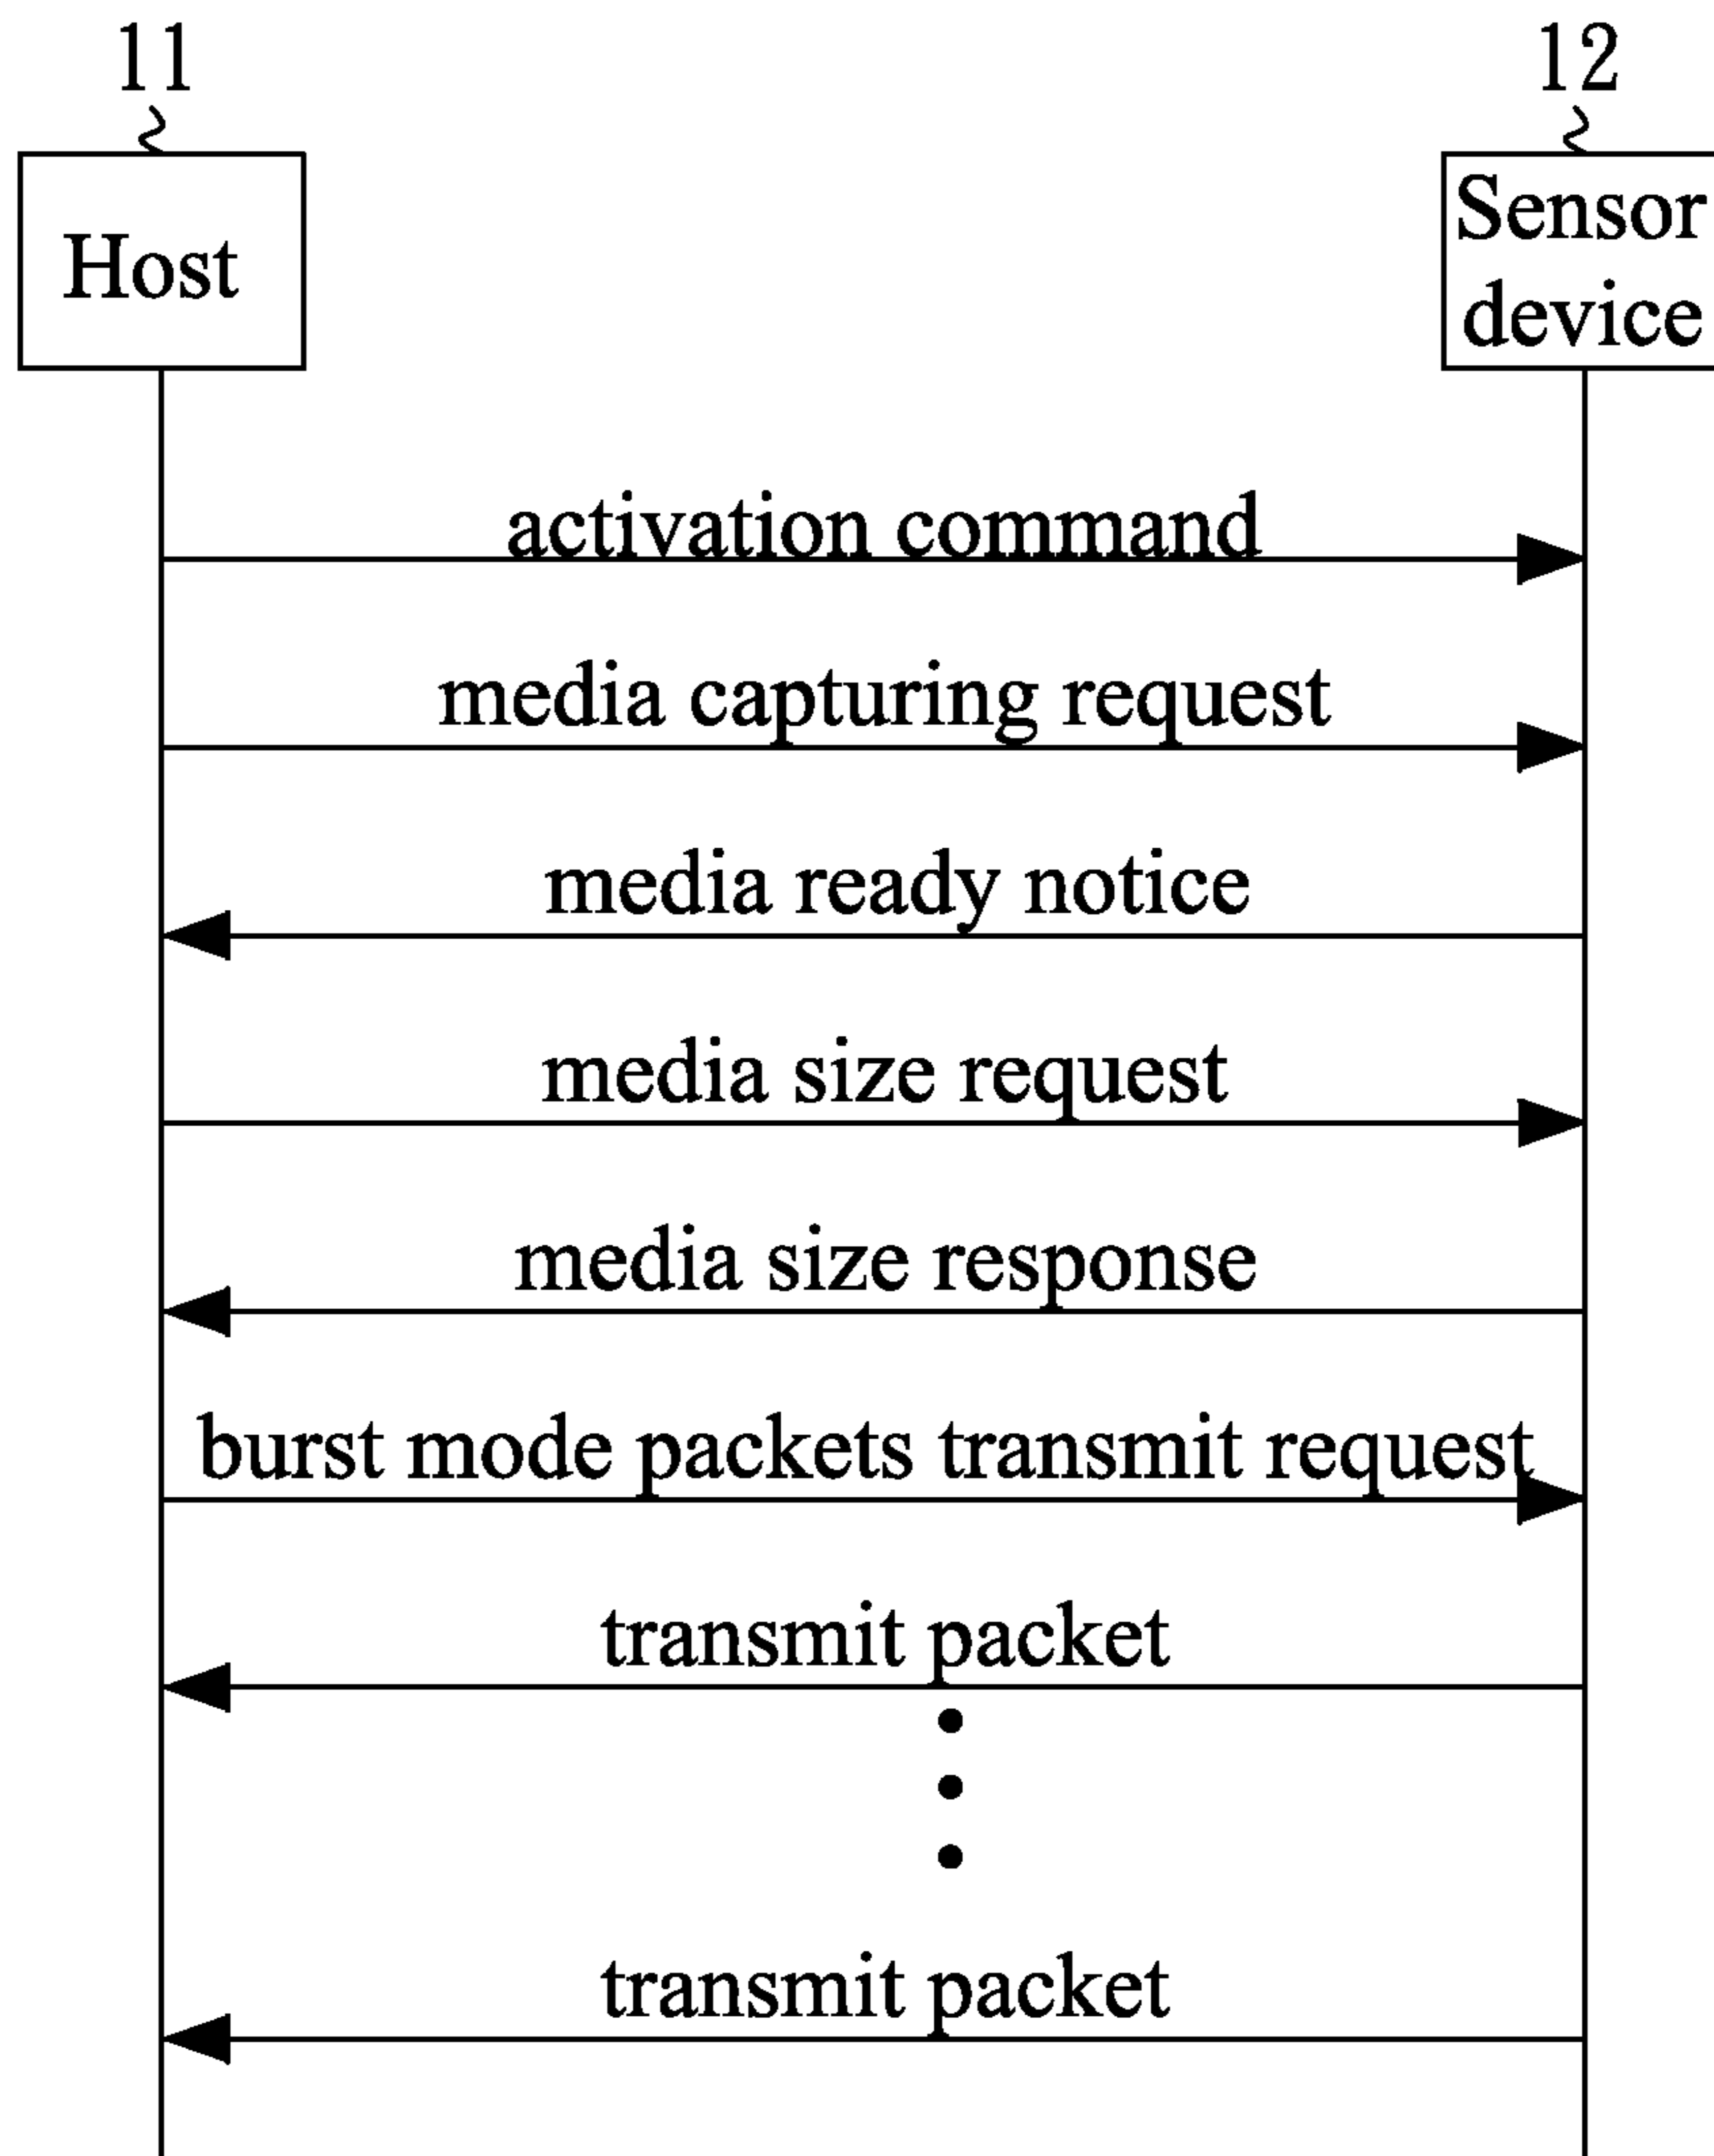 11
12
Host
Sensor
device
activation command
media capturing request
media ready notice
media size request
media size response
burst mode packets transmit request
transmit packet
transmit packet